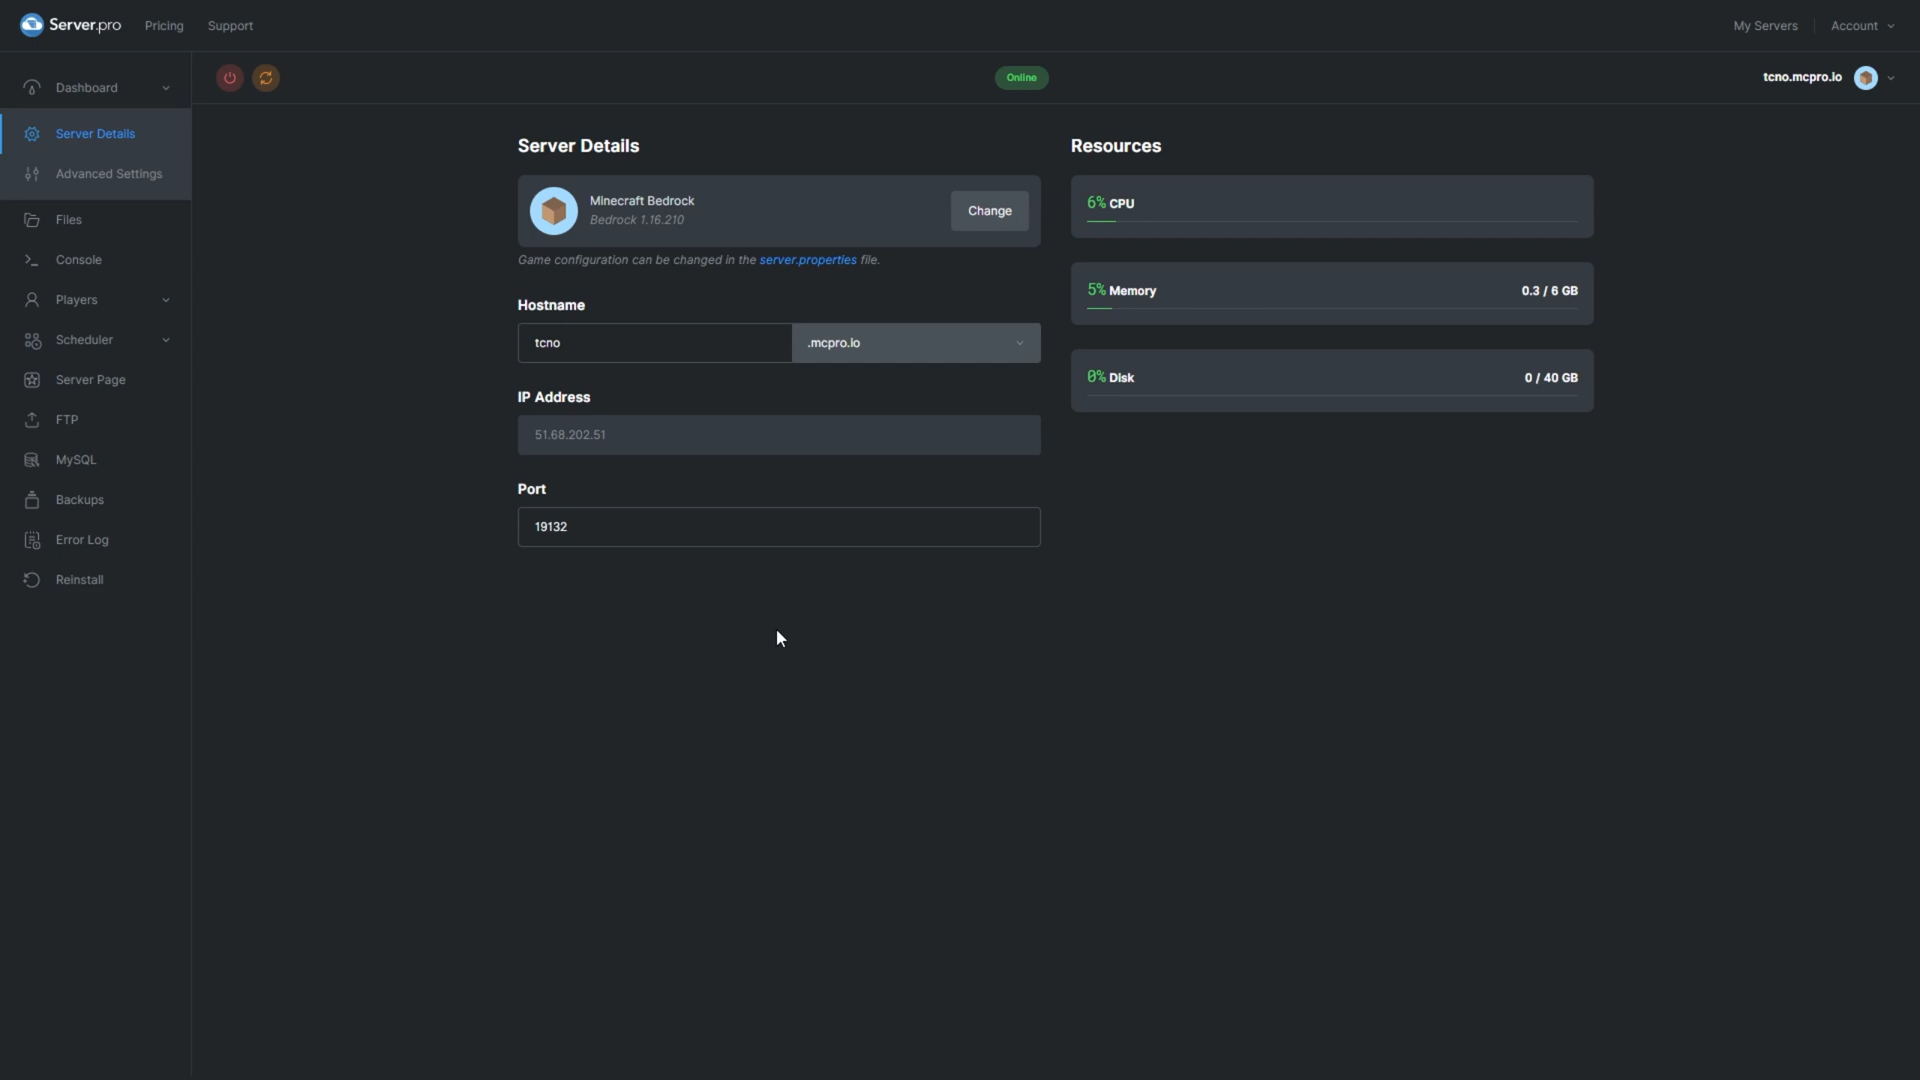 Server.pro
Pricing
Support
My Servers
Account
Online
tcno.mcpro.io
Dashboard
Server Details
Advanced Settings
Files
Console
Players
Scheduler
Server Page
FTP
MySQL
Backups
Error Log
Reinstall
Server Details
Minecraft Bedrock
Bedrock 1.16.210
Change
Game configuration can be changed in the server.properties file.
Hostname
tcno
.mcpro.io
IP Address
51.68.202.51
Port
19132
Resources
6% CPU
5% Memory
0.3 / 6 GB
0% Disk
0 / 40 GB